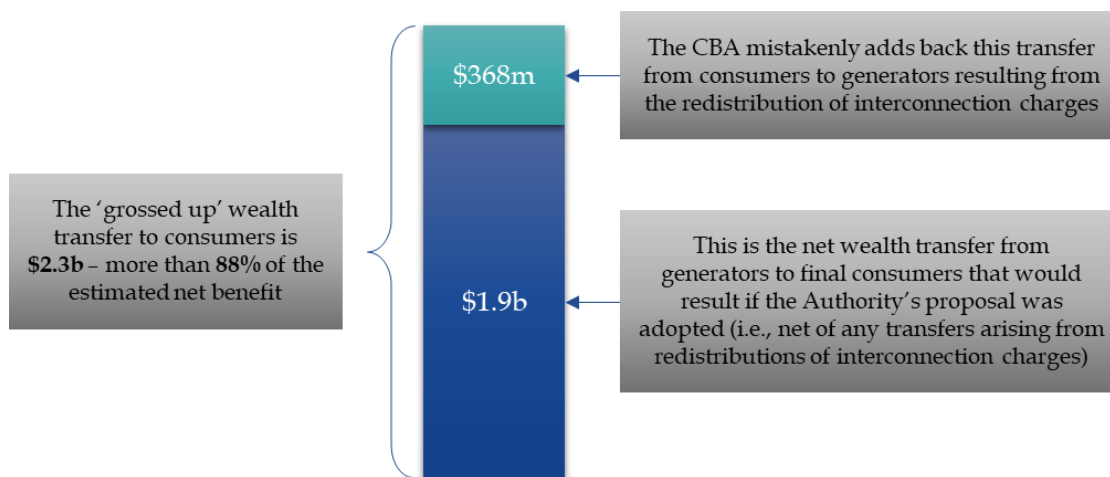 $368m
The CBA mistakenly adds back this transfer
from consumers to generators resulting from
the redistribution of interconnection charges
The ‘grossed up’ wealth
transfer to consumers is
$2.3b – more than 88% of the
estimated net benefit
$1.9b
This is the net wealth transfer from
generators to final consumers that would
result if the Authority’s proposal was
adopted (i.e., net of any transfers arising from
redistributions of interconnection charges)